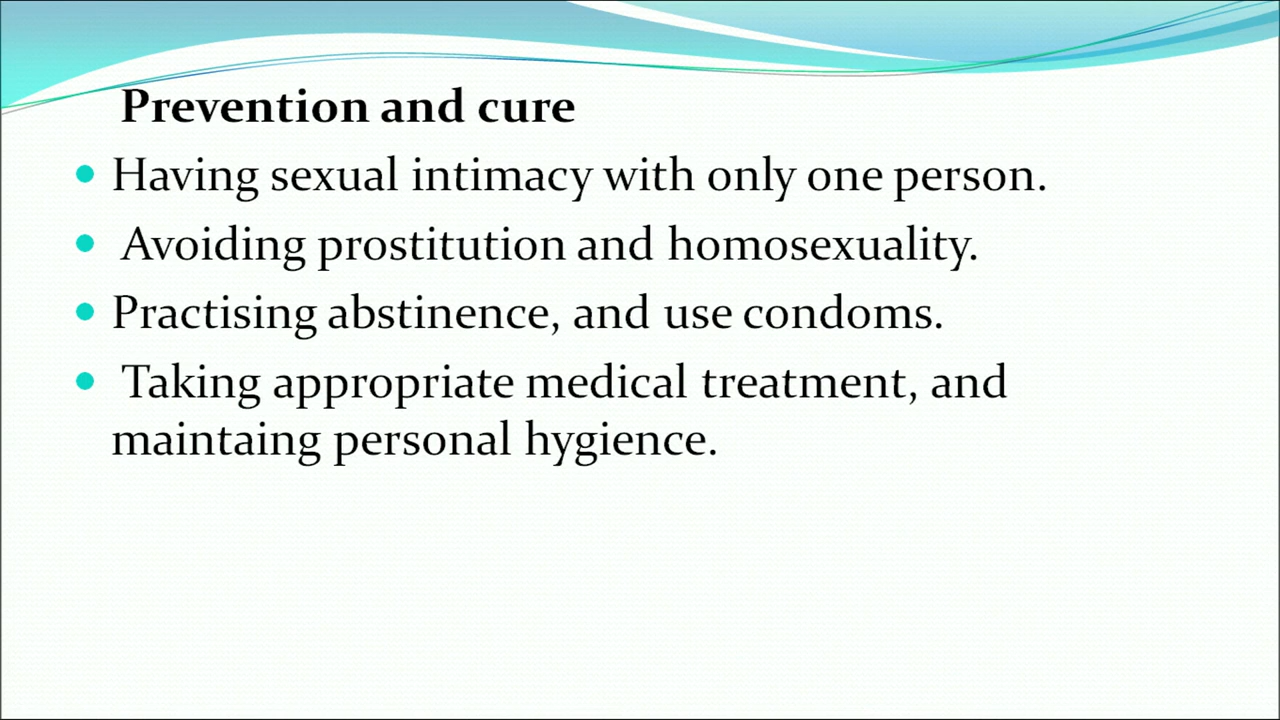 Prevention and cure
• Having sexual intimacy with only one person.
• Avoiding prostitution and homosexuality.
• Practising abstinence, and use condoms.
• Taking appropriate medical treatment, and
maintaing personal hygience.